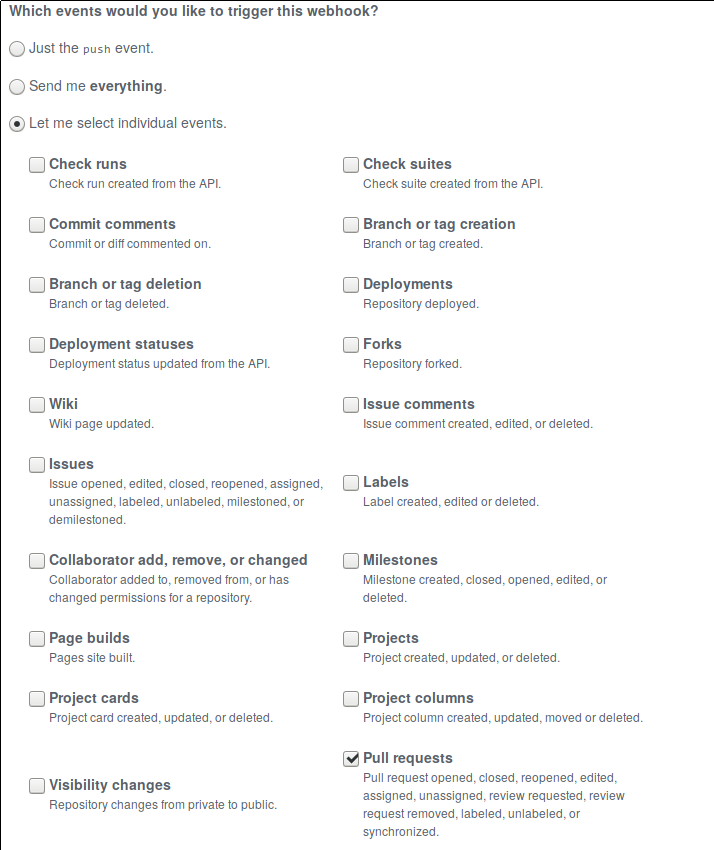 Which events would you like to trigger this webhook?
Just the push event.
Send me everything.
Let me select individual events.
Check runs
Check run created from the API.
Check suites
Check suite created from the API.
Commit comments
Commit or diff commented on.
Branch or tag creation
Branch or tag created.
Branch or tag deletion
Branch or tag deleted.
Deployments
Repository deployed.
Deployment statuses
Deployment status updated from the API.
Forks
Repository forked.
Wiki
Wiki page updated.
Issue comments
Issue comment created, edited, or deleted.
Issues
Issue opened, edited, closed, reopened, assigned,
unassigned, labeled, unlabeled, milestoned, or
demilestoned.
Labels
Label created, edited or deleted.
Collaborator add, remove, or changed
Collaborator added to, removed from, or has
changed permissions for a repository.
Milestones
Milestone created, closed, opened, edited, or
deleted.
Page builds
Pages site built.
Projects
Project created, updated, or deleted.
Project cards
Project card created, updated, or deleted.
Project columns
Project column created, updated, moved or deleted.
Visibility changes
Repository changes from private to public.
Pull requests
Pull request opened, closed, reopened, edited,
assigned, unassigned, review requested, review
request removed, labeled, unlabeled, or
synchronized.